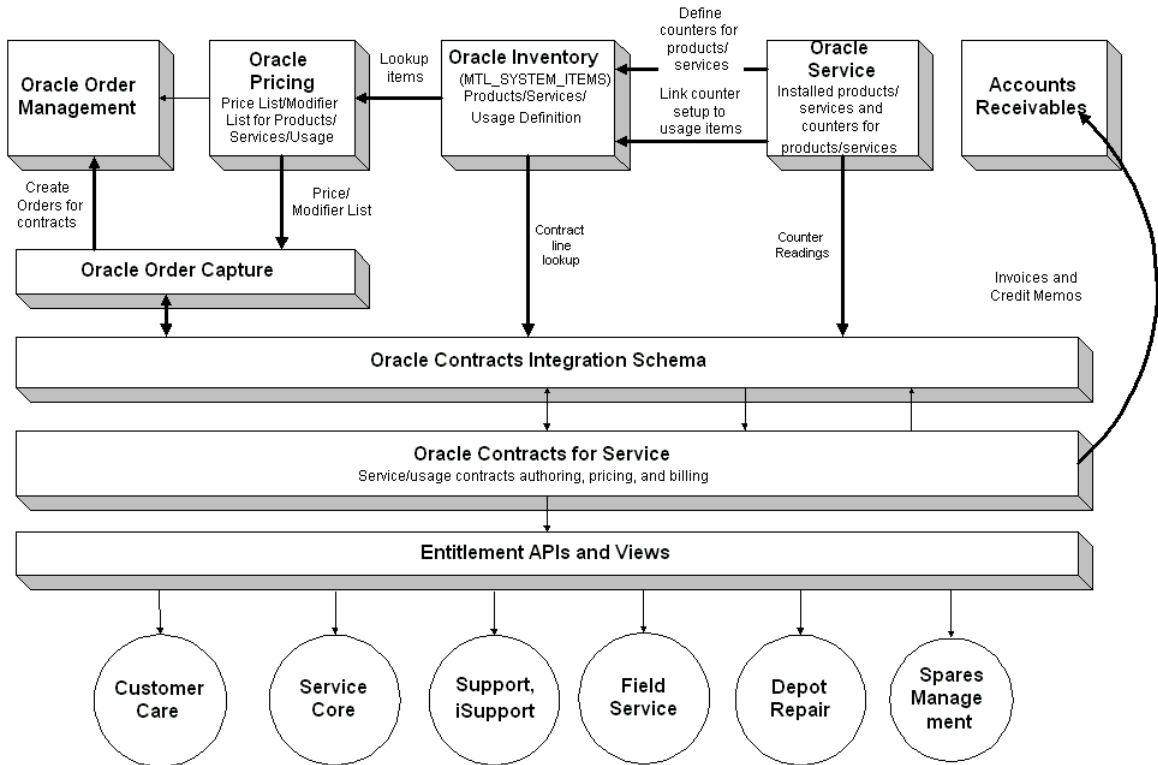 Oracle Order
Management
Oracle
Pricing
Price List/Modifier
List for Products/
Services/Usage
Lookup
items
Oracle Inventory
(MTL_SYSTEM_ITEMS)
Products/Services/
Usage Definition
Define
counters for
products/
services
Link counter
setup to
usage items
Oracle
Service
Installed products/
services and
counters for
products/services
Accounts
Receivables
Create
Orders for
contracts
Price/
Modifier List
Contract
line
lookup
Counter
Readings
Invoices and
Credit Memos
Oracle Order Capture
Oracle Contracts Integration Schema
Oracle Contracts for Service
Service/usage contracts authoring, pricing, and billing
Entitlement APIs and Views
Customer
Care
Service
Core
Support,
iSupport
Field
Service
Depot
Repair
Spares
Manage
ment